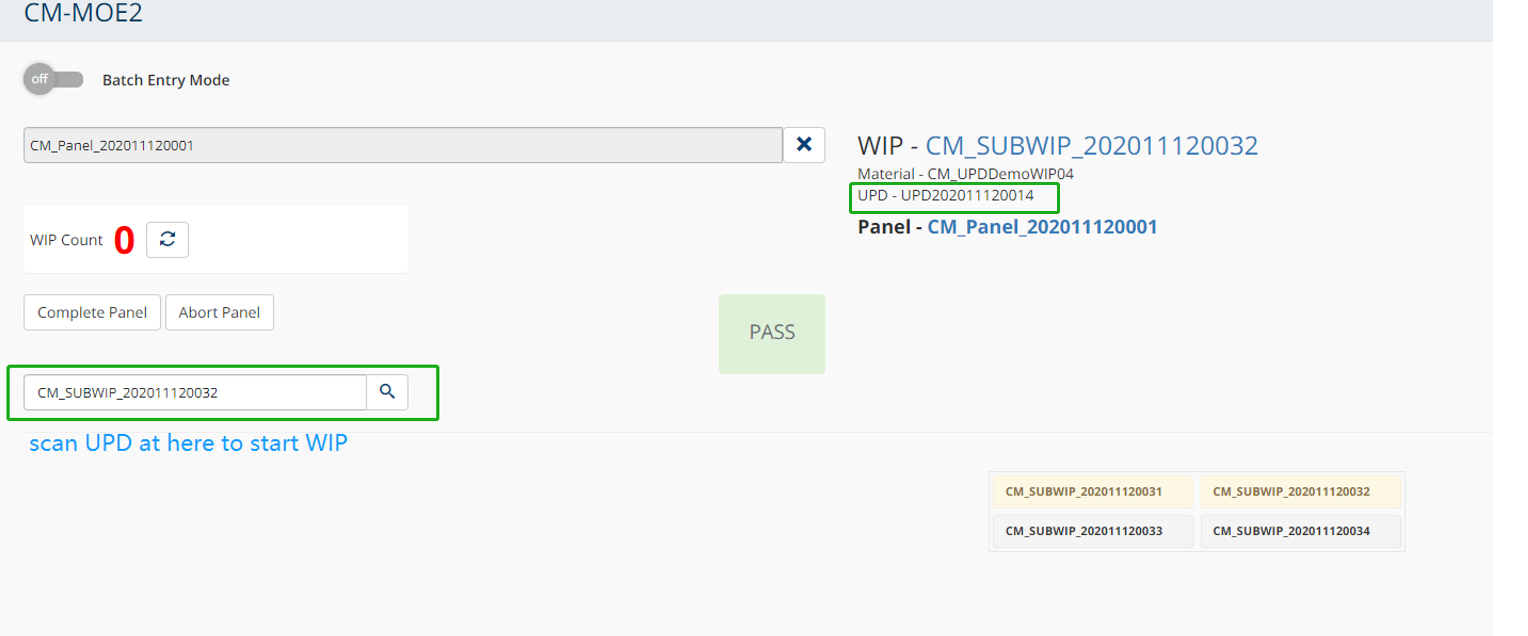 CM-MOE2
off Batch Entry Mode
CM_Panel_202011120001
WIP - CM_SUBWIP_202011120032
Material - CM_UPDDemoWIP04
UPD - UPD202011120014
Panel - CM_Panel_202011120001
WIP Count 0
Complete Panel Abort Panel
PASS
CM_SUBWIP_202011120032
scan UPD at here to start WIP
CM_SUBWIP_202011120031 CM_SUBWIP_202011120032
CM_SUBWIP_202011120033 CM_SUBWIP_202011120034